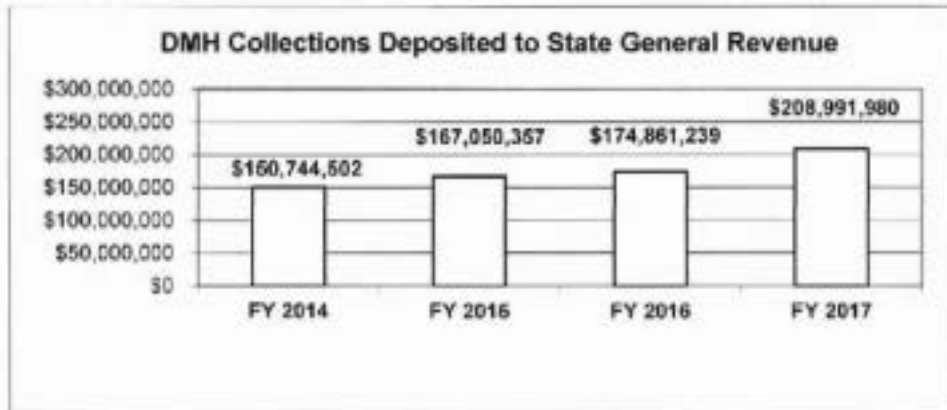 DMH Collections Deposited to State General Revenue
$300,000,000
$250,000,000
$200,000,000
$150,000,000
$100,000,000
$50,000,000
$0
$150,744,502
$167,050,357
$174,861,239
$208,991,980
FY 2014
FY 2015
FY 2016
FY 2017